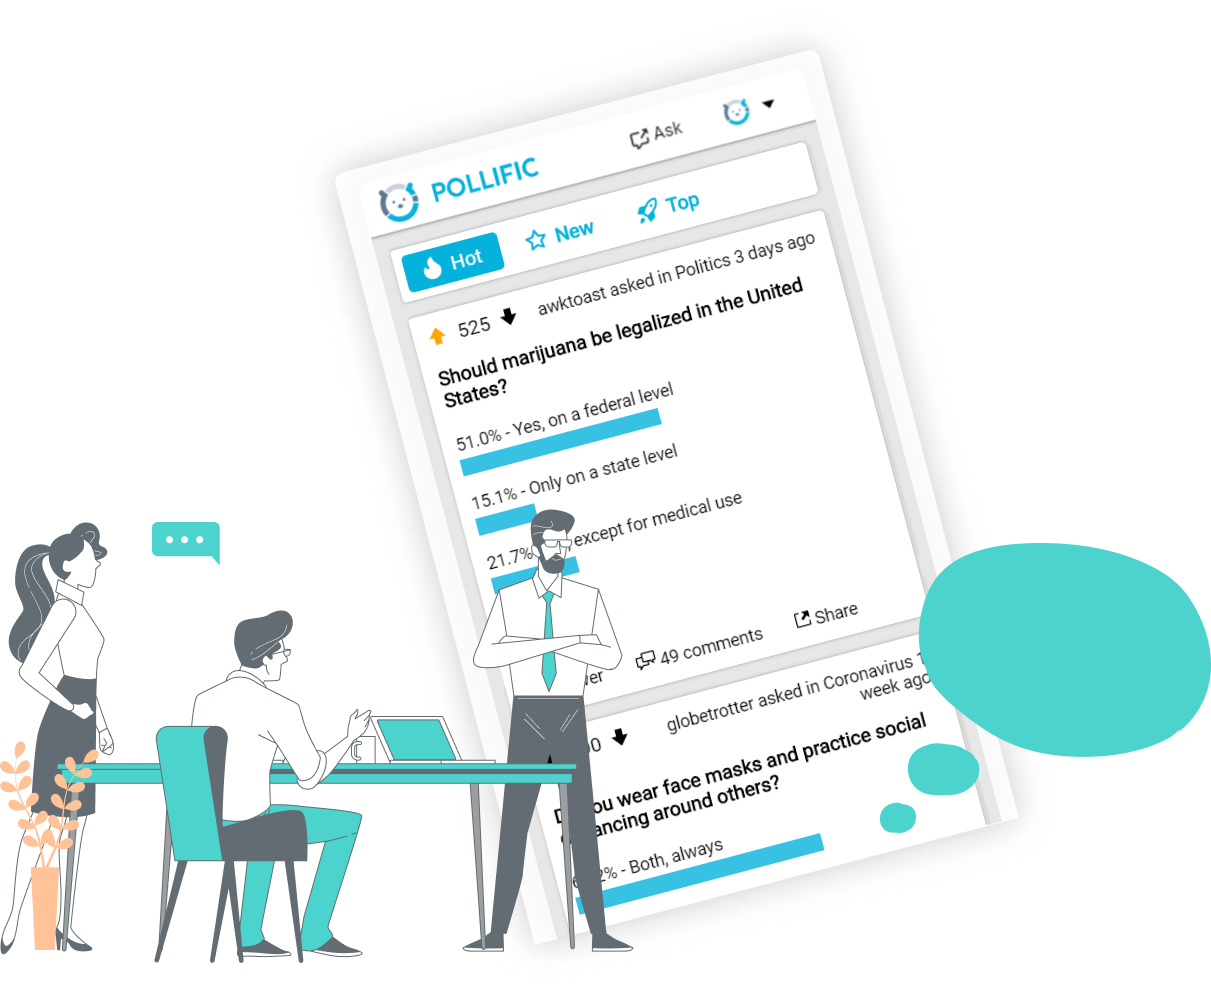 POLLIFIC
Ask
Hot
New
Top
525
awktoast asked in Politics 3 days ago
Should marijuana be legalized in the United
States?
51.0% - Yes, on a federal level
15.1% - Only on a state level
21.7% except for medical use
49 comments
Share
globetrotter asked in Coronavirus
week ago
wear face masks and practice social
around others?
- Both, always